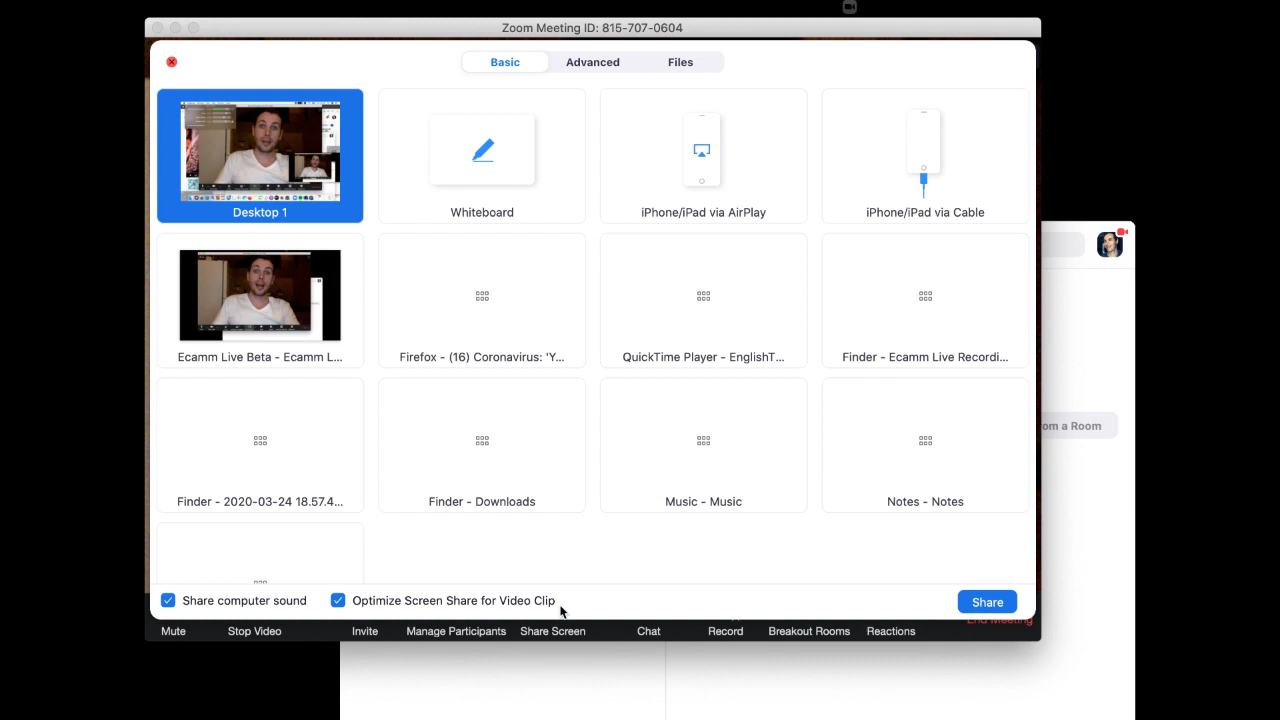 Zoom Meeting ID: 815-707-0604
Basic Advanced Files
Desktop 1 Whiteboard iPhone/iPad via AirPlay iPhone/iPad via Cable
Ecamm Live Beta - Ecamm L... Firefox - (16) Coronavirus: 'Y... QuickTime Player - EnglishT... Finder - Ecamm Live Recordi...
om a Room
Finder - 2020-03-24 18.57.4... Finder - Downloads Music - Music Notes - Notes
Share computer sound Optimize Screen Share for Video Clip Share
End Meeting
Mute Stop Video Invite Manage Participants Share Screen Chat Record Breakout Rooms Reactions